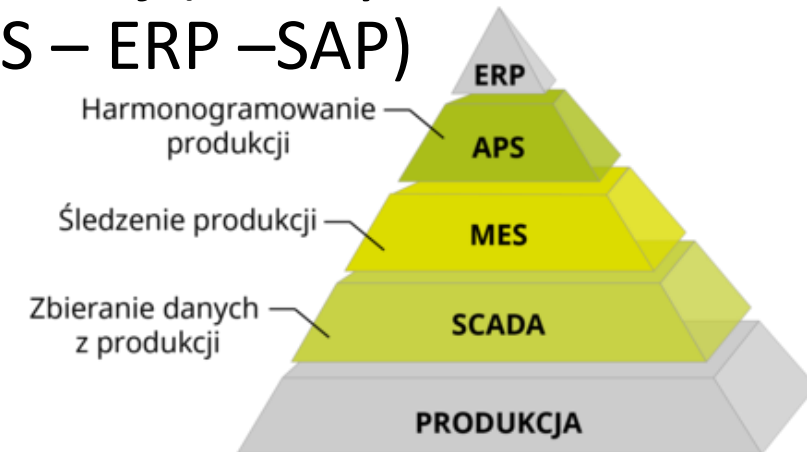 S – ERP –SAP)
ERP
Harmonogramowanie
produkcji
APS
Śledzenie produkcji
MES
Zbieranie danych
z produkcji
SCADA
PRODUKCJA